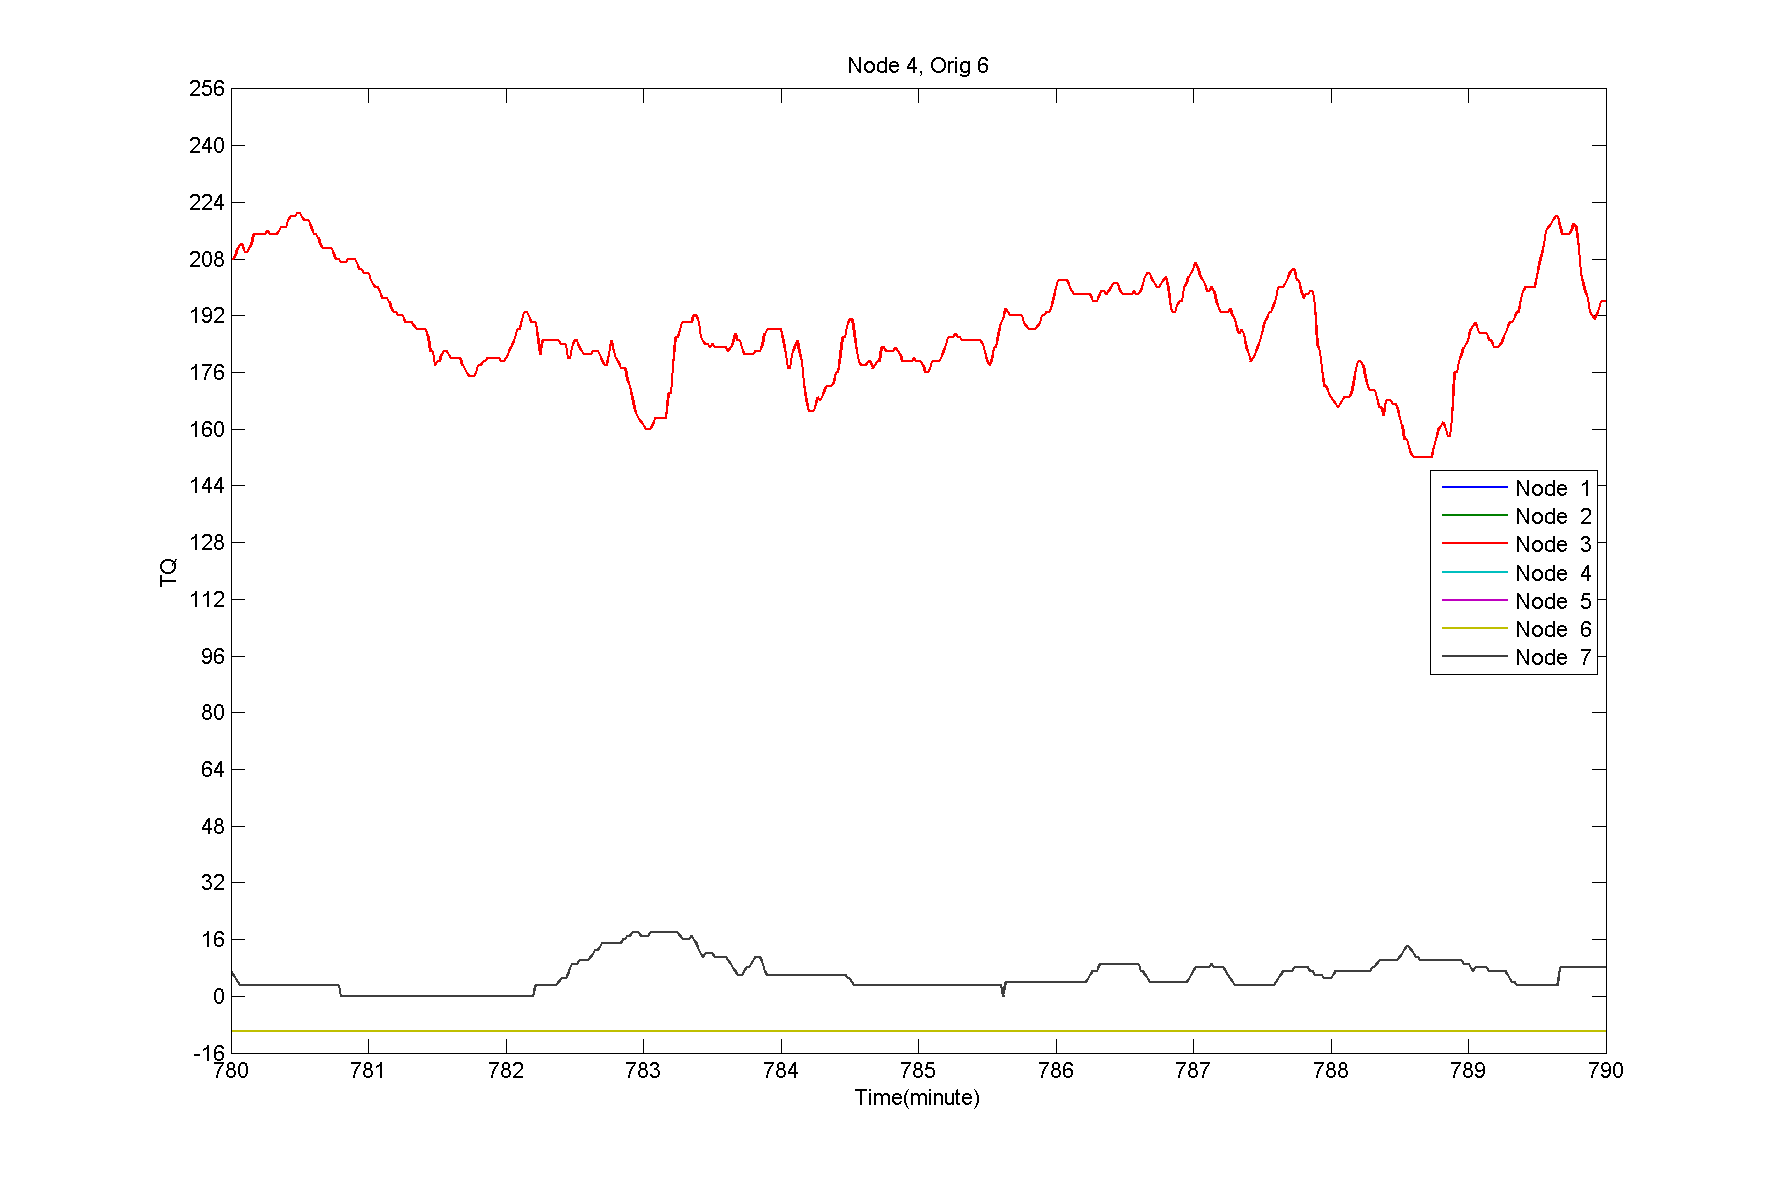 Node 4, Orig 6
256
240
224
208
192
176
160
144
128
112
96
80
64
48
32
16
0
-16
TQ
Node 1
Node 2
Node 3
Node 4
Node 5
Node 6
Node 7
780 781 782 783 784 785 786 787 788 789 790
Time(minute)